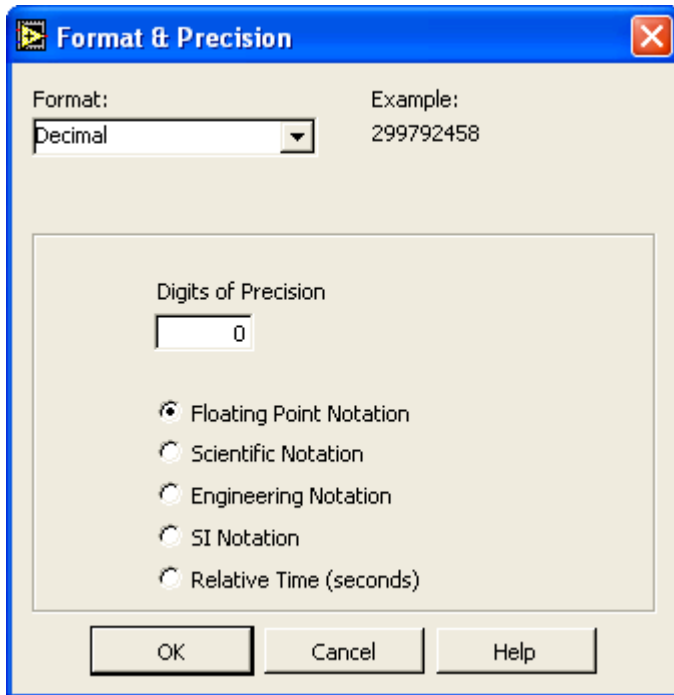 Format & Precision
Format:
Example:
Decimal
299792458
Digits of Precision
0
Floating Point Notation
Scientific Notation
Engineering Notation
SI Notation
Relative Time (seconds)
OK
Cancel
Help